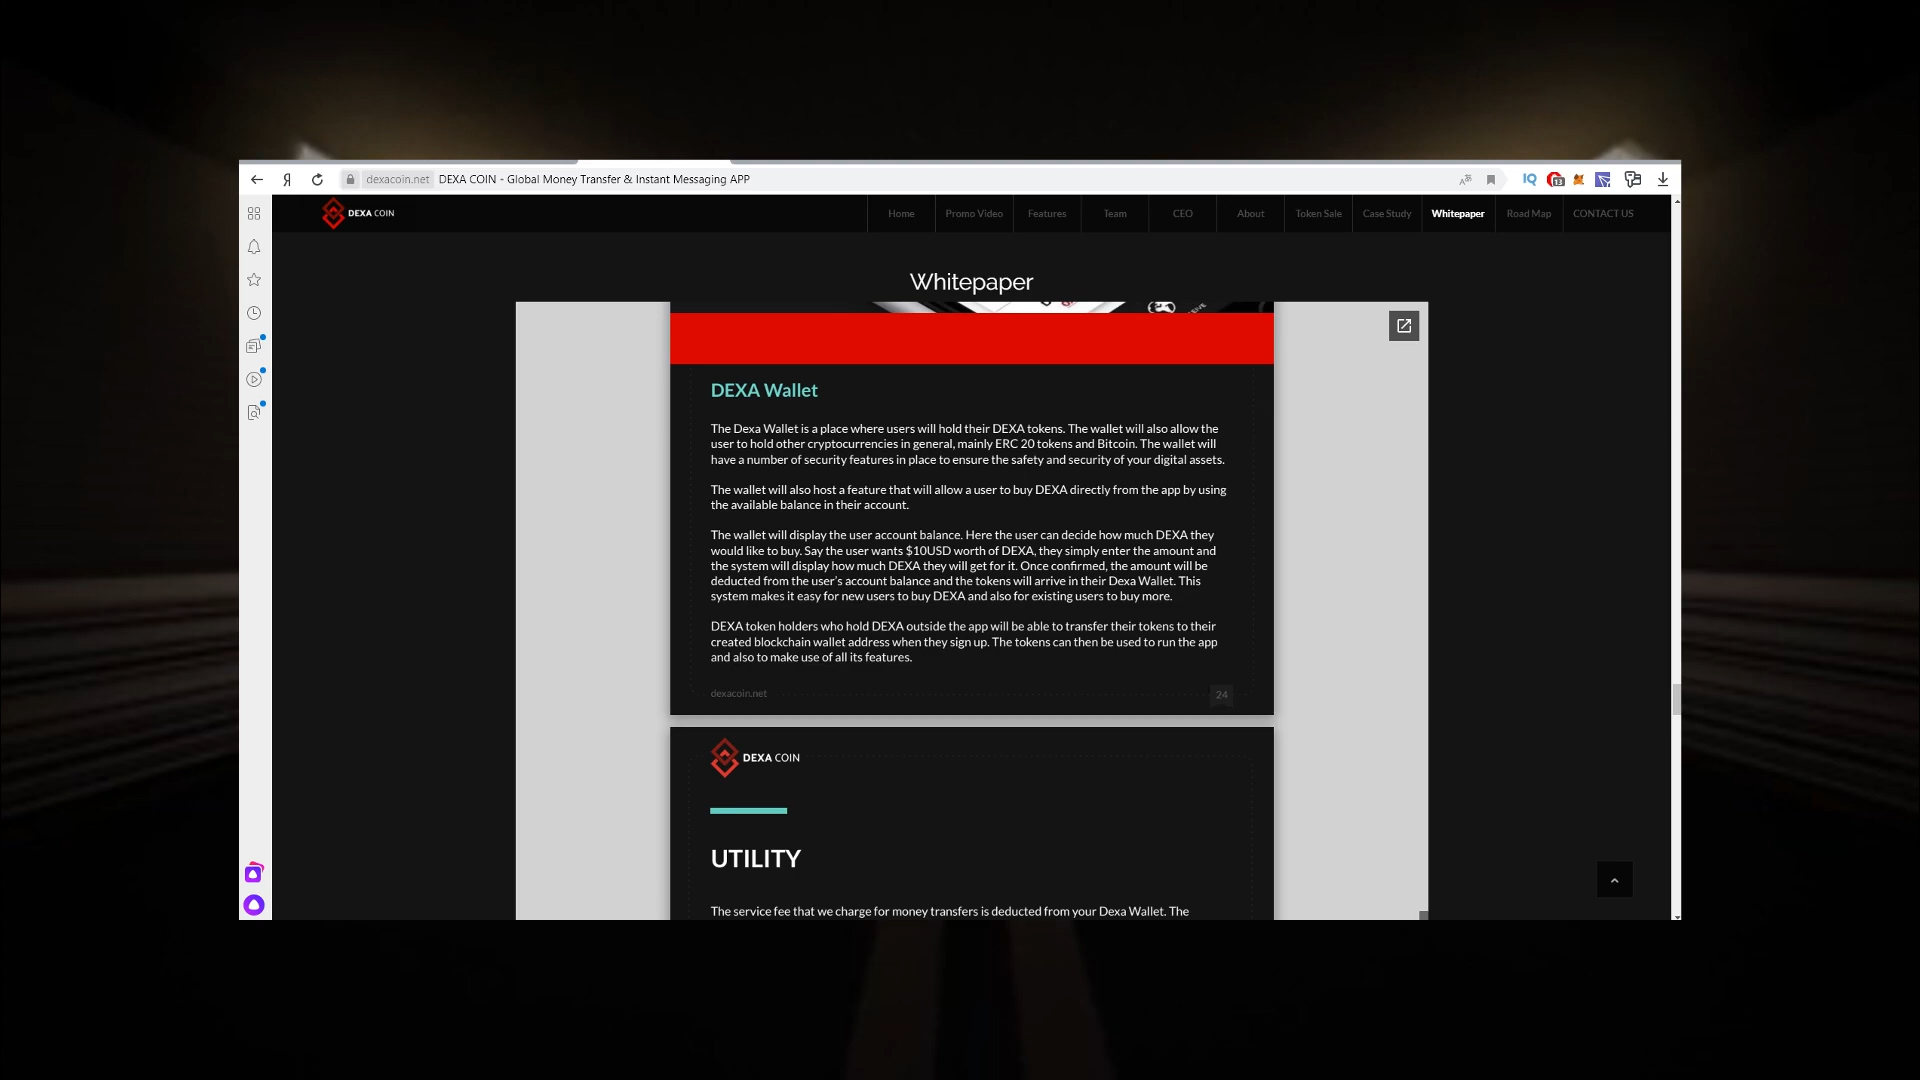 dexacoin.net DEXA COIN - Global Money Transfer & Instant Messaging APP
IQ
13
DEXA COIN
Home
Promo Video
Features
Team
CEO
About
Token Sale
Case Study
Whitepaper
Road Map
CONTACT US
Whitepaper
DEXA Wallet
The Dexa Wallet is a place where users will hold their DEXA tokens. The wallet will also allow the
user to hold other cryptocurrencies in general, mainly ERC 20 tokens and Bitcoin. The wallet will
have a number of security features in place to ensure the safety and security of your digital assets.
The wallet will also host a feature that will allow a user to buy DEXA directly from the app by using
the available balance in their account.
The wallet will display the user account balance. Here the user can decide how much DEXA they
would like to buy. Say the user wants $10USD worth of DEXA, they simply enter the amount and
the system will display how much DEXA they will get for it. Once confirmed, the amount will be
deducted from the user's account balance and the tokens will arrive in their Dexa Wallet. This
system makes it easy for new users to buy DEXA and also for existing users to buy more.
DEXA token holders who hold DEXA outside the app will be able to transfer their tokens to their
created blockchain wallet address when they sign up. The tokens can then be used to run the app
and also to make use of all its features.
dexacoin.net
24
DEXA COIN
UTILITY
The service fee that we charge for money transfers is deducted from your Dexa Wallet. The